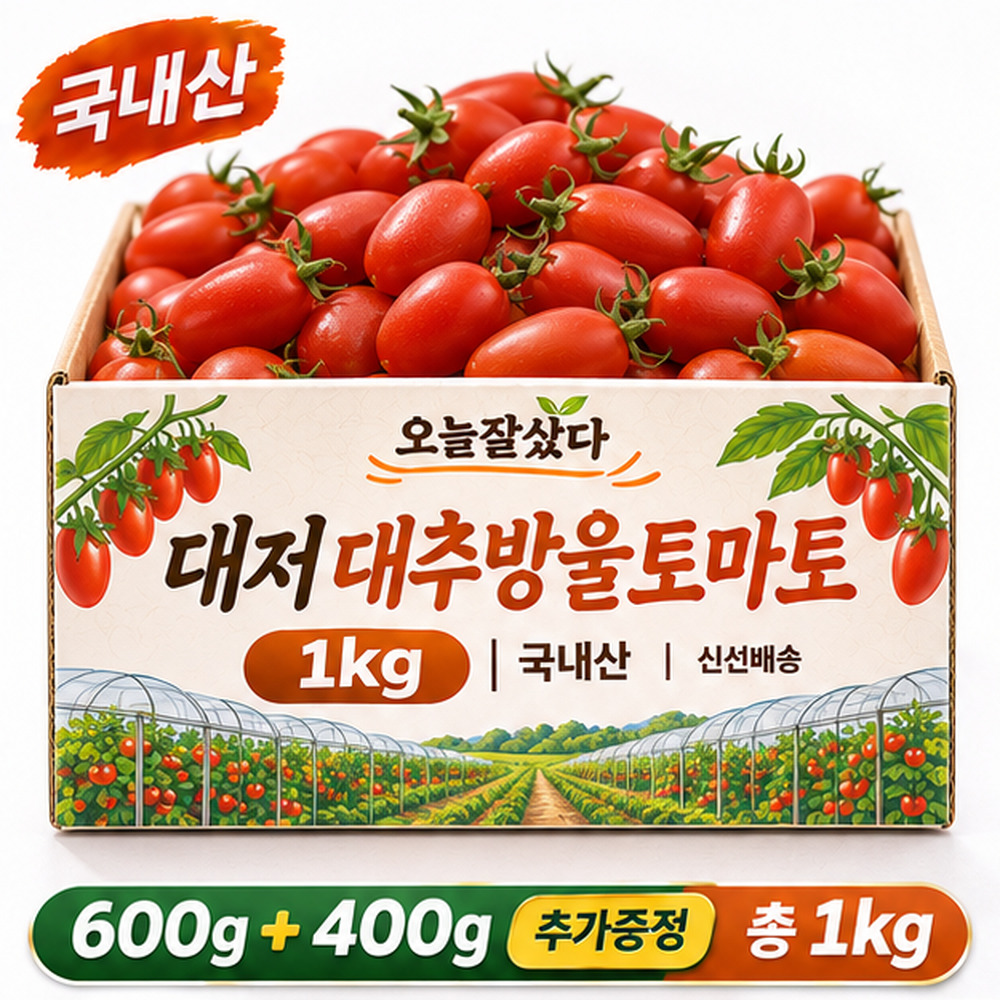 국내산
오늘잘샀다
대저 대추방울토마토
1kg | 국내산 | 신선배송
600g + 400g 추가중정 총 1kg